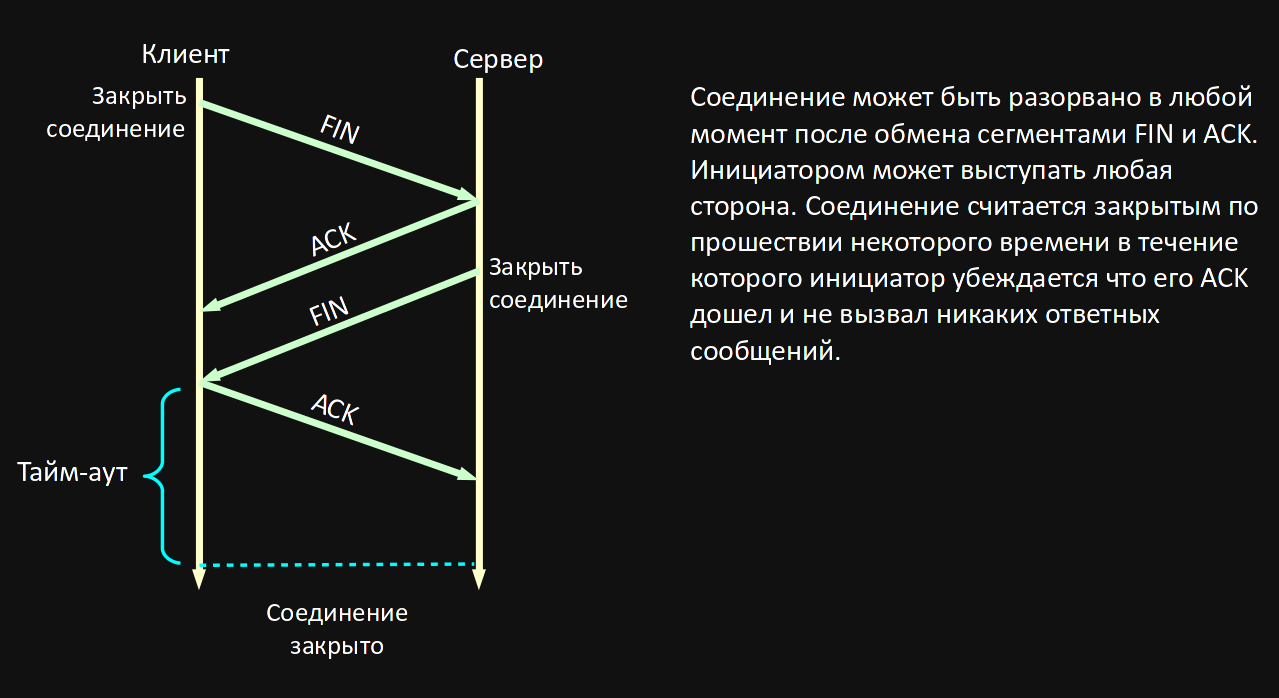 Клиент
Сервер
Закрыть
соединение
FIN
ACK
Закрыть
соединение
FIN
ACK
Тайм-аут
Соединение
закрыто
Соединение может быть разорвано в любой
момент после обмена сегментами FIN и ACK.
Инициатором может выступать любая
сторона. Соединение считается закрытым по
прошествии некоторого времени в течение
которого инициатор убеждается что его ACK
дошел и не вызвал никаких ответных
сообщений.